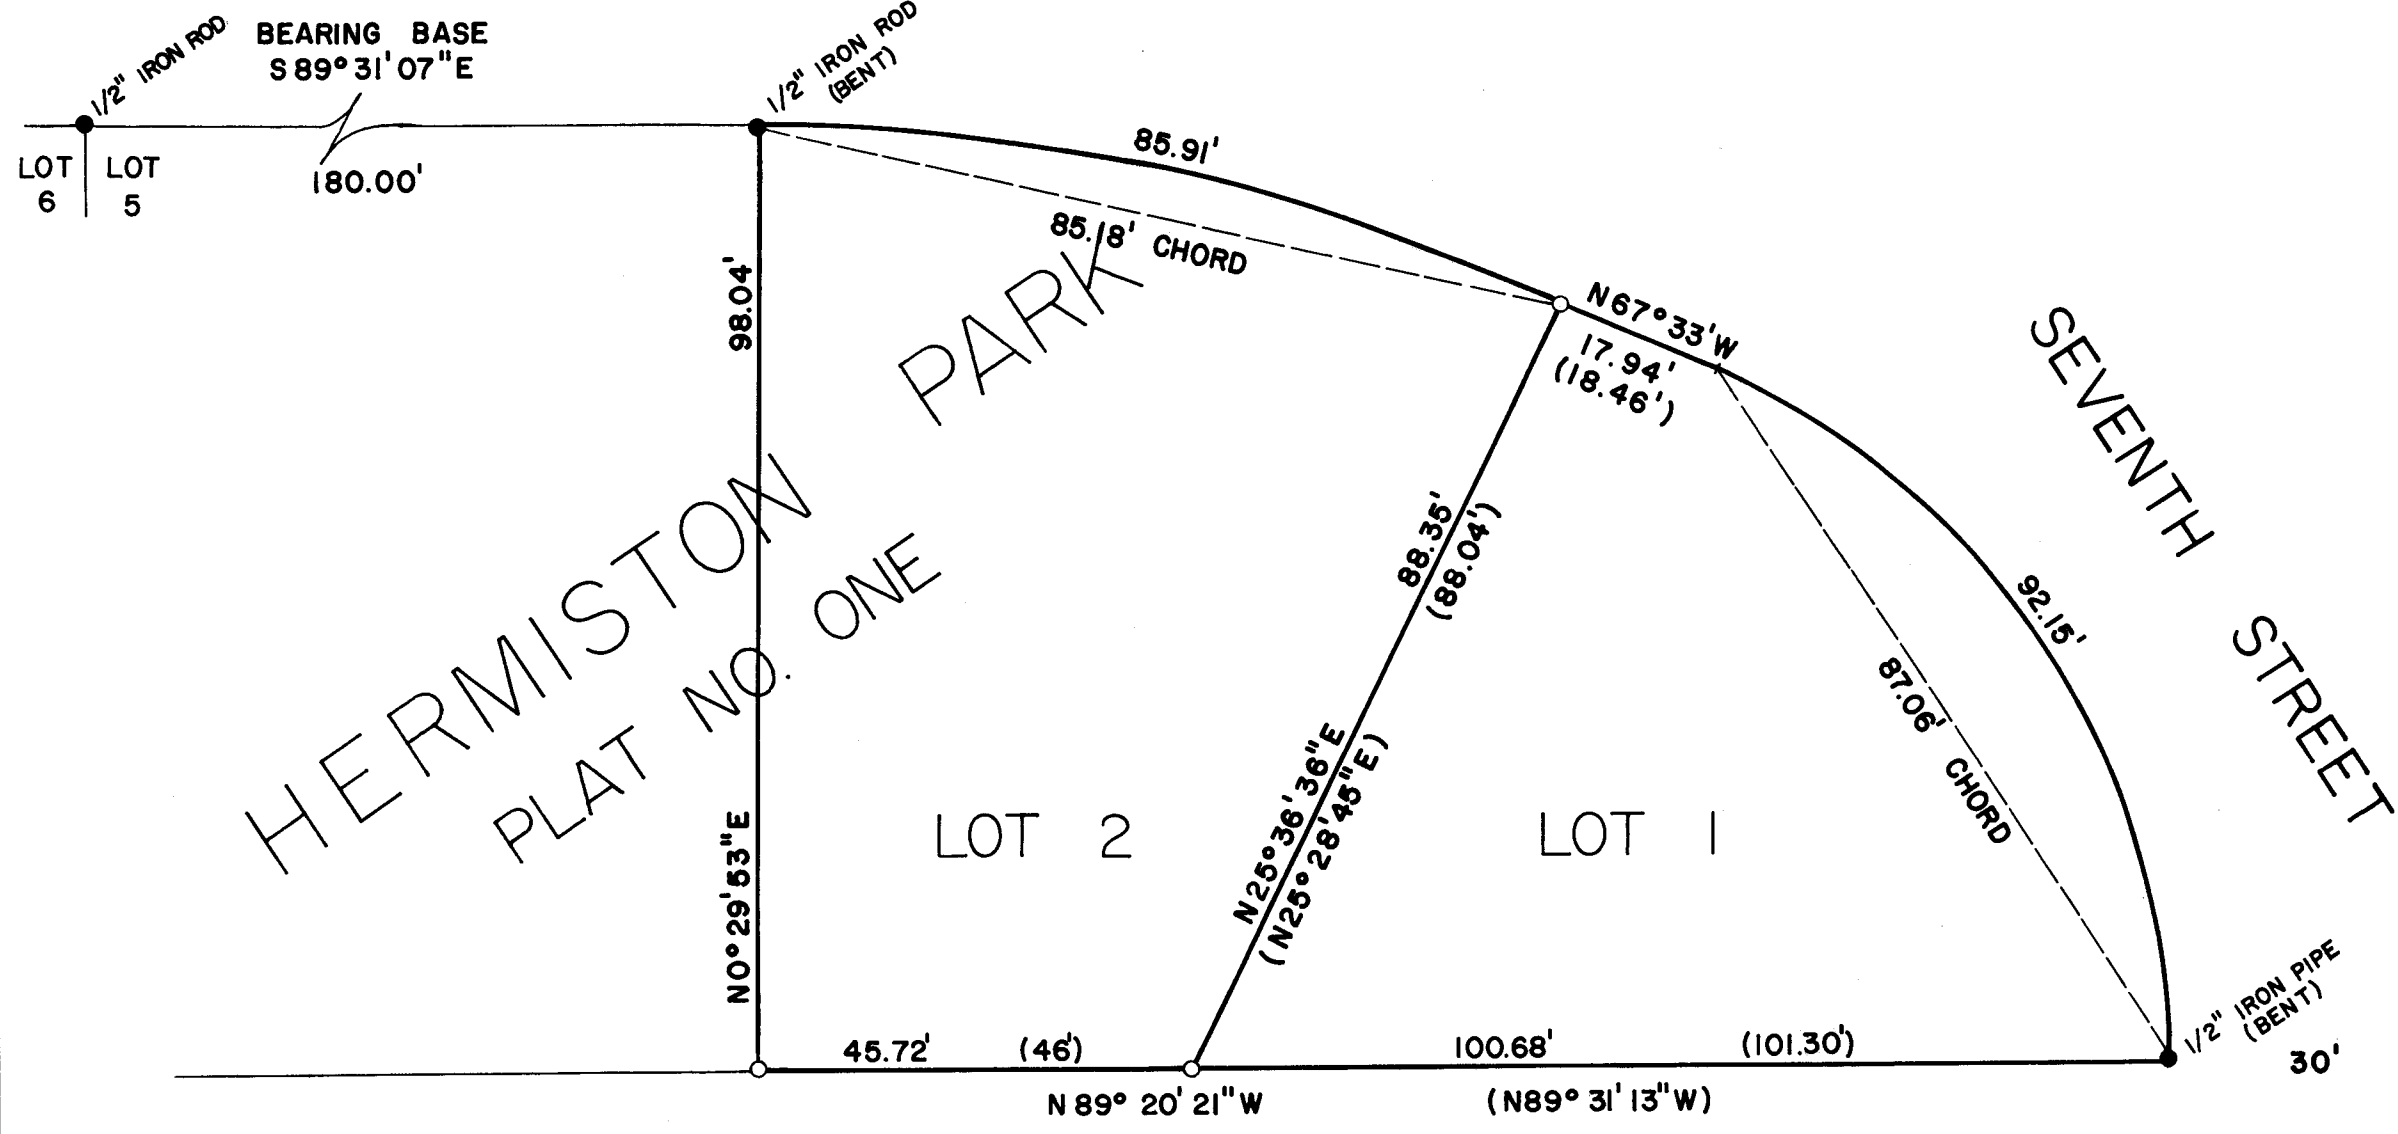 1/2" IRON ROD
BEARING BASE
S 89° 31' 07" E
1/2" IRON ROD
(BENT)
LOT
6
LOT
5
180.00'
85.91'
85.18' CHORD
98.04'
N 67° 33' W
17.94'
(18.46')
HERMISTON PARK
PLAT NO. ONE
SEVENTH STREET
88.35'
(88.04')
92.15'
87.06' CHORD
N 0° 29' 53" E
N 25° 36' 36" E
(N 25° 28' 45" E)
LOT 2
LOT 1
1/2" IRON PIPE
(BENT)
30'
45.72' (46')
100.68' (101.30')
N 89° 20' 21" W
(N 89° 31' 13" W)